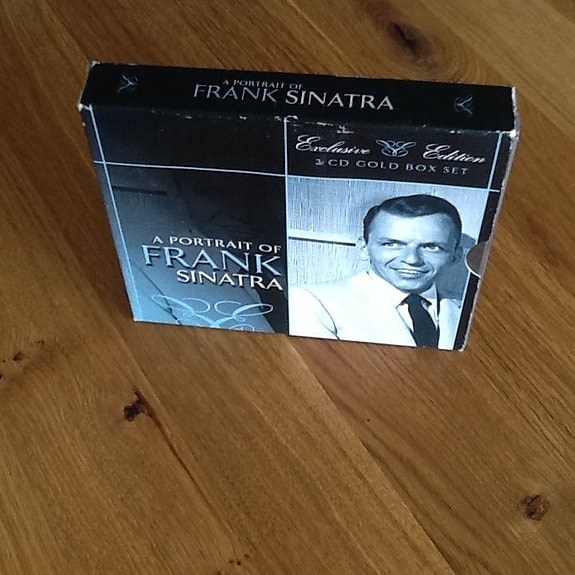 A PORTRAIT OF
FRANK SINATRA
Exclusive Edition
2 CD GOLD BOX SET
A PORTRAIT OF
FRANK
SINATRA